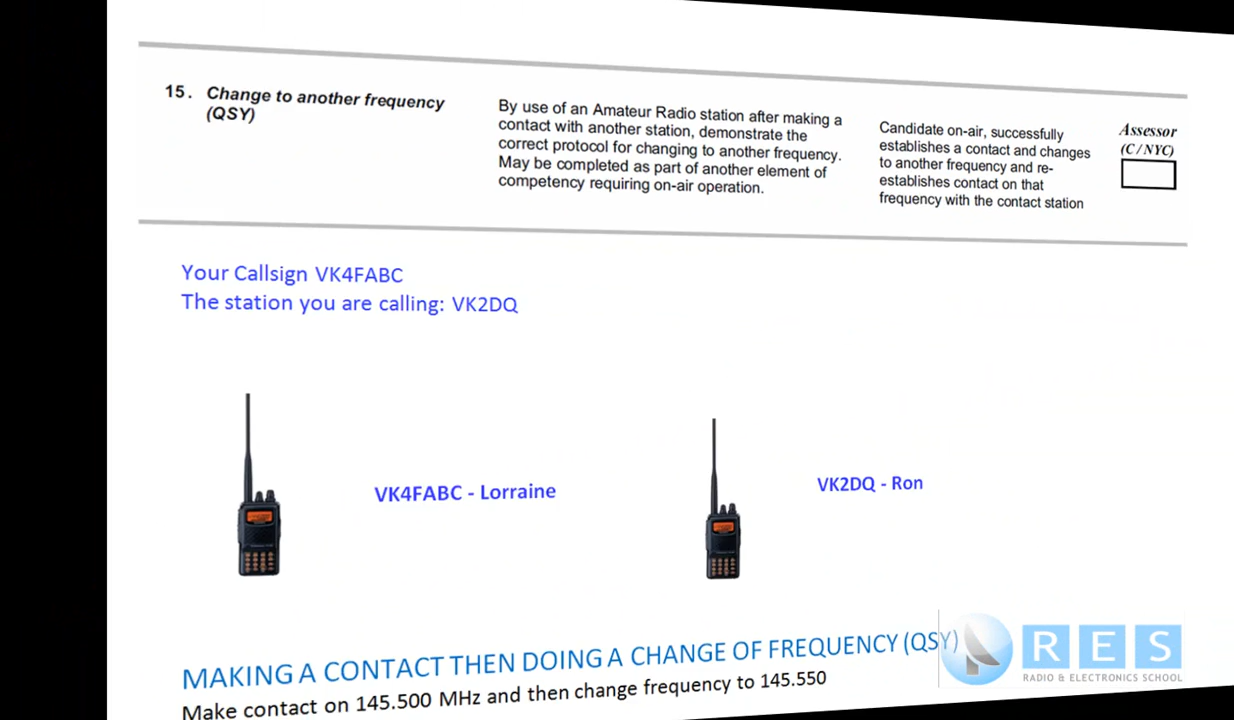 15. Change to another frequency
(QSY)
By use of an Amateur Radio station after making a
contact with another station, demonstrate the
correct protocol for changing to another frequency.
May be completed as part of another element of
competency requiring on-air operation.
Candidate on-air, successfully
establishes a contact and changes
to another frequency and re-
establishes contact on that
frequency with the contact station
Assessor
(C/NYC)
Your Callsign VK4FABC
The station you are calling: VK2DQ
VK4FABC - Lorraine
VK2DQ - Ron
MAKING A CONTACT THEN DOING A CHANGE OF FREQUENCY (QSY)
Make contact on 145.500 MHz and then change frequency to 145.550
RES
RADIO & ELECTRONICS SCHOOL